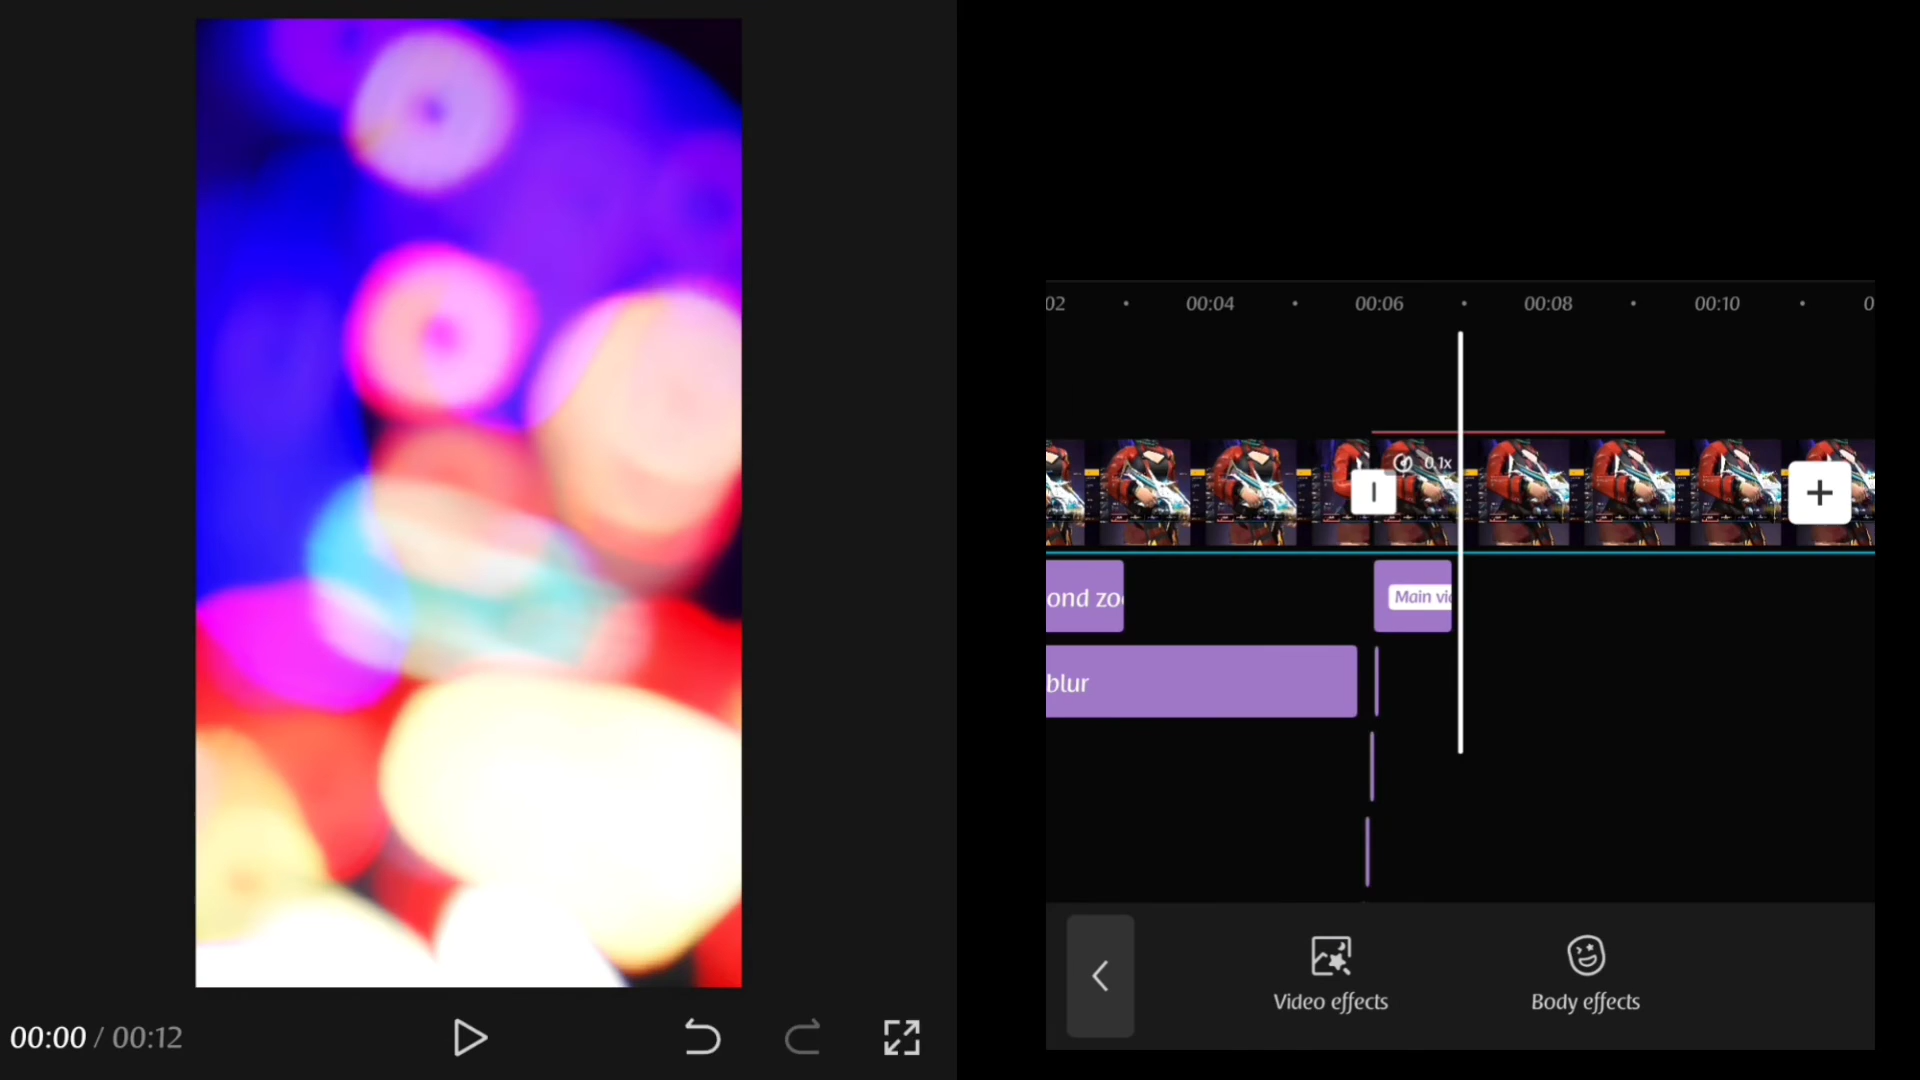 00:00 / 00:12
02 00:04 00:06 00:08 00:10 0
0.1x
ond zo
Main vi
blur
Video effects
Body effects